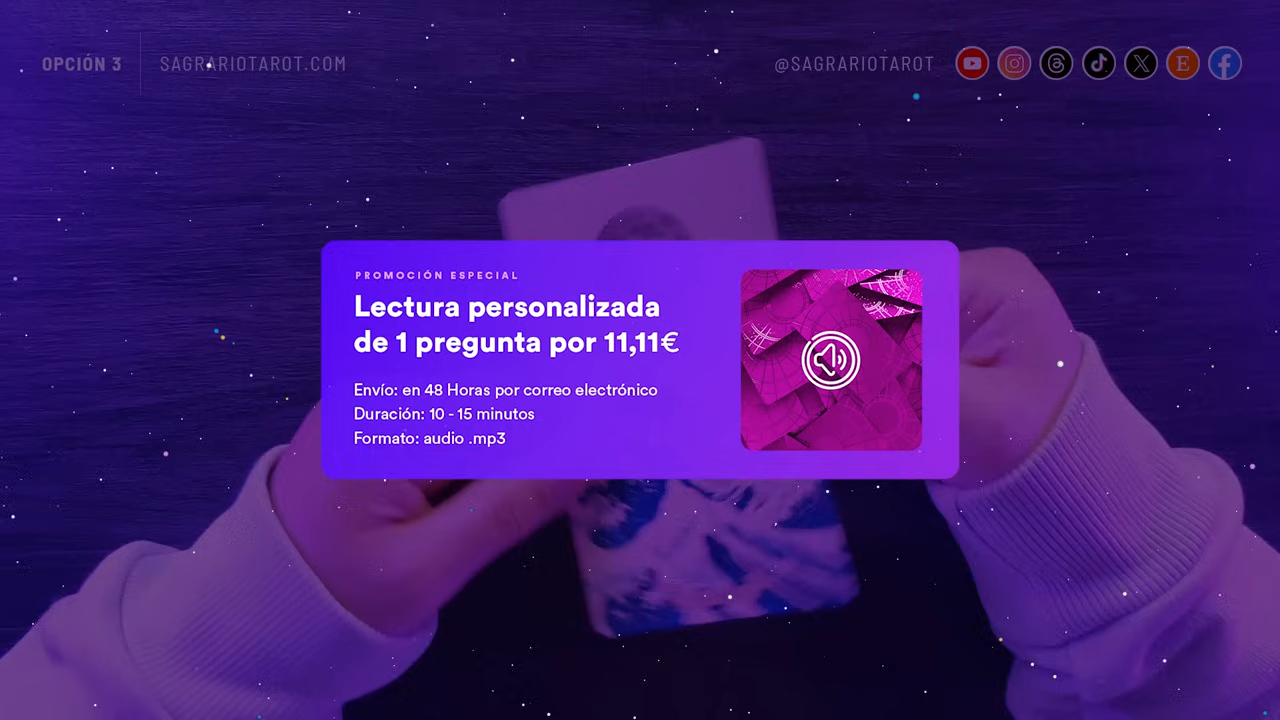 OPCIÓN 3
SAGRARIOTAROT.COM
@SAGRARIOTAROT
PROMOCIÓN ESPECIAL
Lectura personalizada
de 1 pregunta por 11,11€
Envío: en 48 Horas por correo electrónico
Duración: 10 - 15 minutos
Formato: audio .mp3